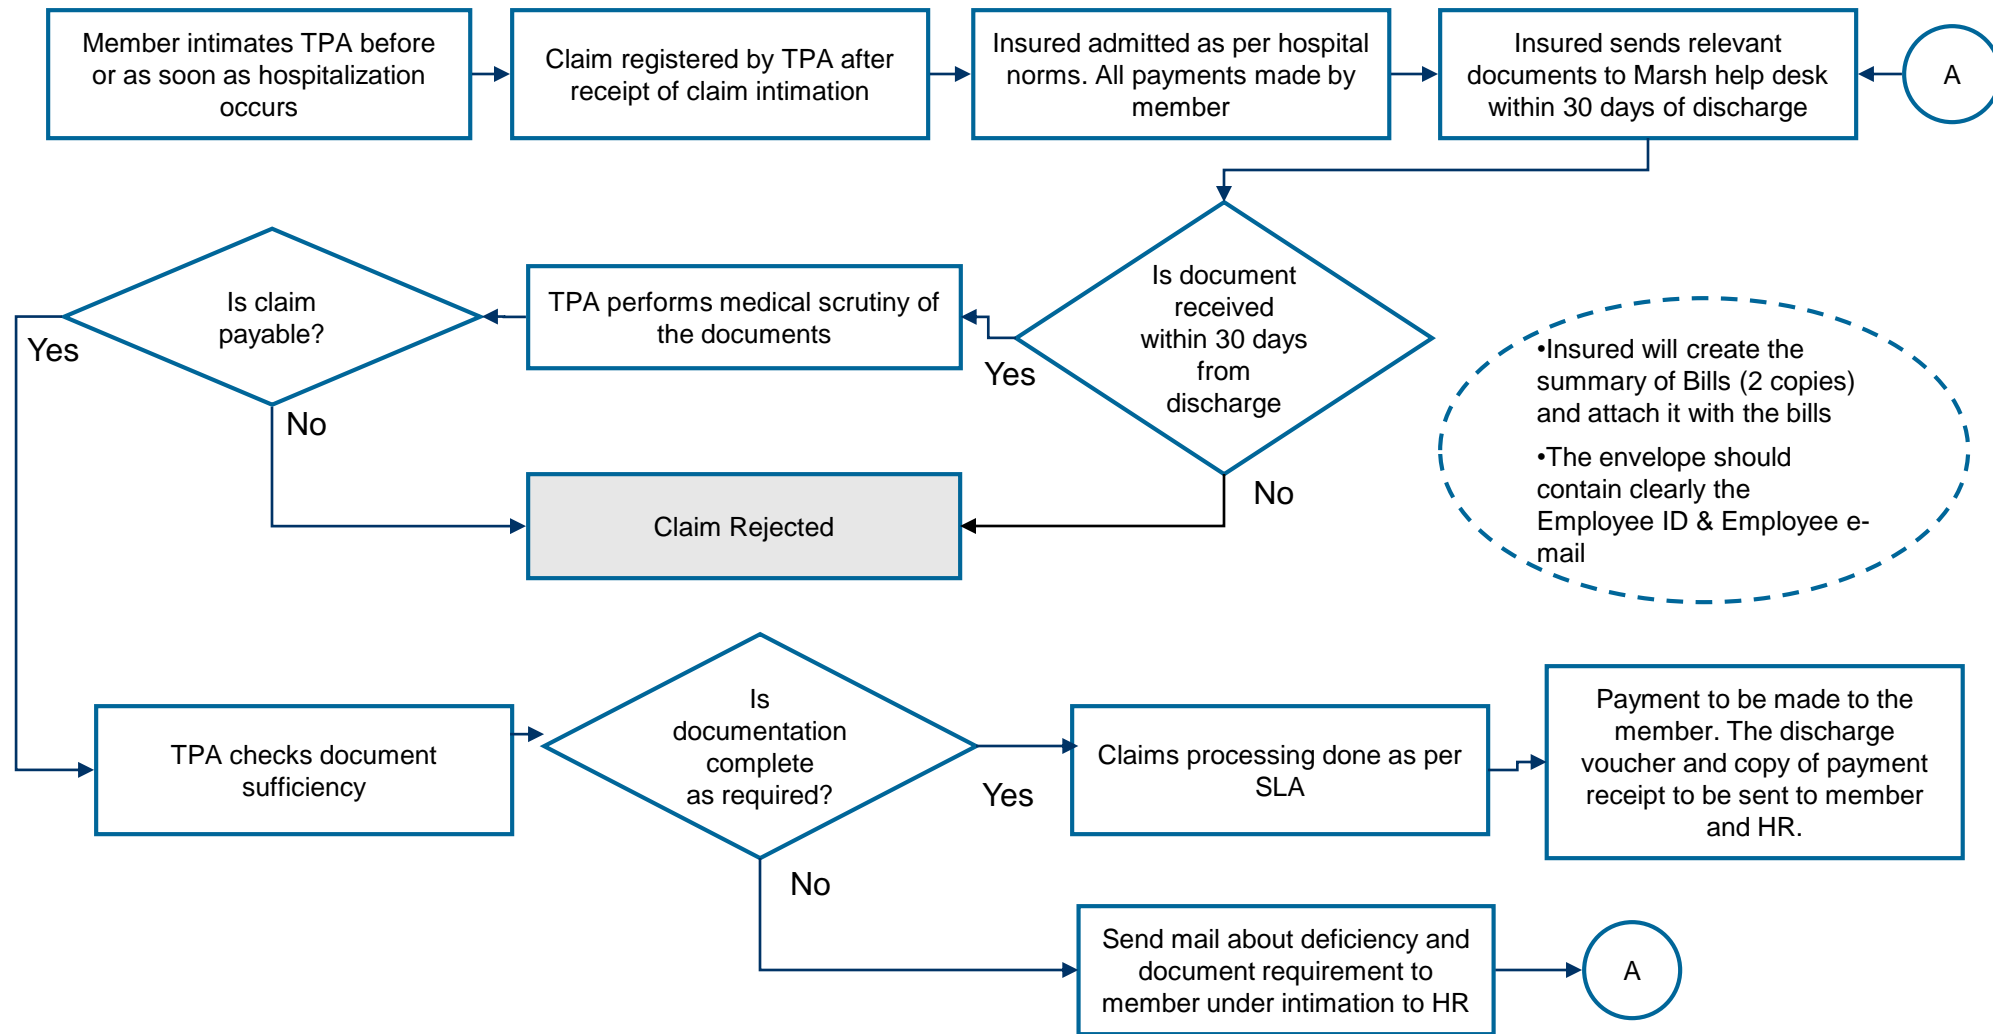 Member intimates TPA before
or as soon as hospitalization
occurs
Claim registered by TPA after
receipt of claim intimation
Insured admitted as per hospital
norms. All payments made by
member
Insured sends relevant
documents to Marsh help desk
within 30 days of discharge
A
Is claim
payable?
Yes
No
TPA performs medical scrutiny of
the documents
Is document
received
within 30 days
from
discharge
Yes
No
Claim Rejected
•Insured will create the
summary of Bills (2 copies)
and attach it with the bills
•The envelope should
contain clearly the
Employee ID & Employee e-
mail
TPA checks document
sufficiency
Is
documentation
complete
as required?
Yes
No
Claims processing done as per
SLA
Payment to be made to the
member. The discharge
voucher and copy of payment
receipt to be sent to member
and HR.
Send mail about deficiency and
document requirement to
member under intimation to HR
A